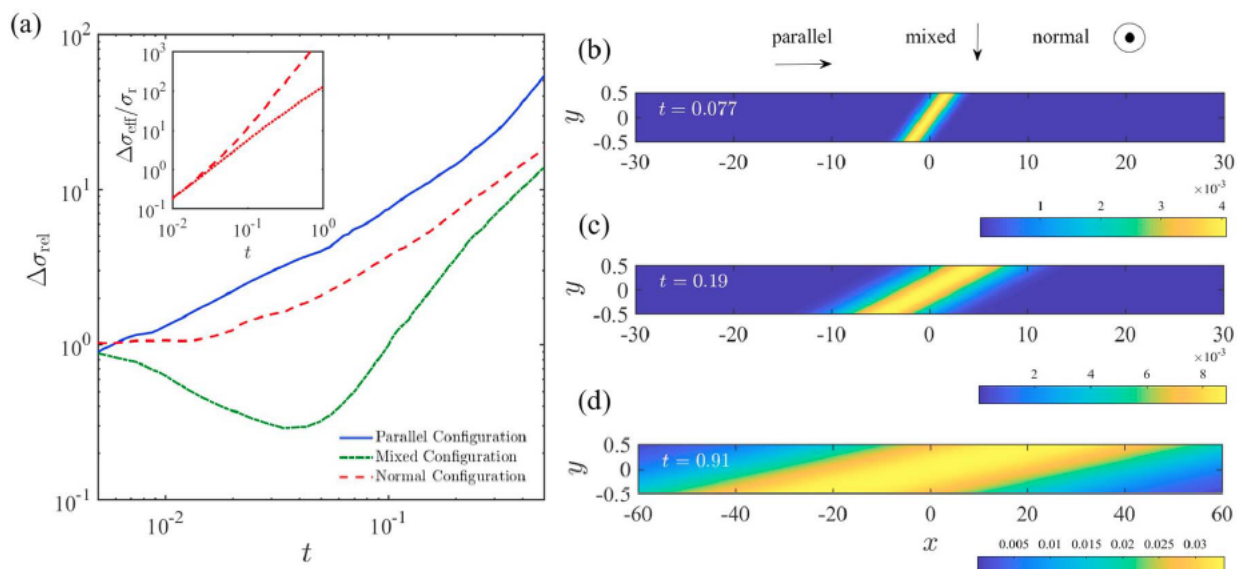 (a)
10^2
10^1
10^0
10^-1
Δσ_rel
10^-2
10^-1
t
10^3
10^2
10^1
10^0
10^-1
Δσ_eff/σ_r
10^-2
10^-1
10^0
t
Parallel Configuration
Mixed Configuration
Normal Configuration
(b)
parallel mixed normal
y
0.5
0
-0.5
t = 0.077
-30 -20 -10 0 10 20 30
×10^-3
1 2 3 4
(c)
y
0.5
0
-0.5
t = 0.19
-30 -20 -10 0 10 20 30
×10^-3
2 4 6 8
(d)
y
0.5
0
-0.5
t = 0.91
-60 -40 -20 0 20 40 60
x
0.005 0.01 0.015 0.02 0.025 0.03